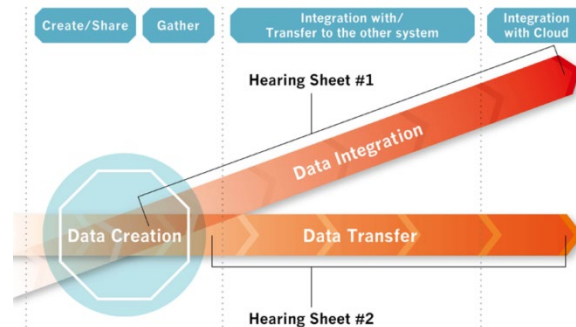 Create/Share
Gather
Integration with/
Transfer to the other system
Integration
with Cloud
Hearing Sheet #1
Data Integration
Data Creation
Data Transfer
Hearing Sheet #2